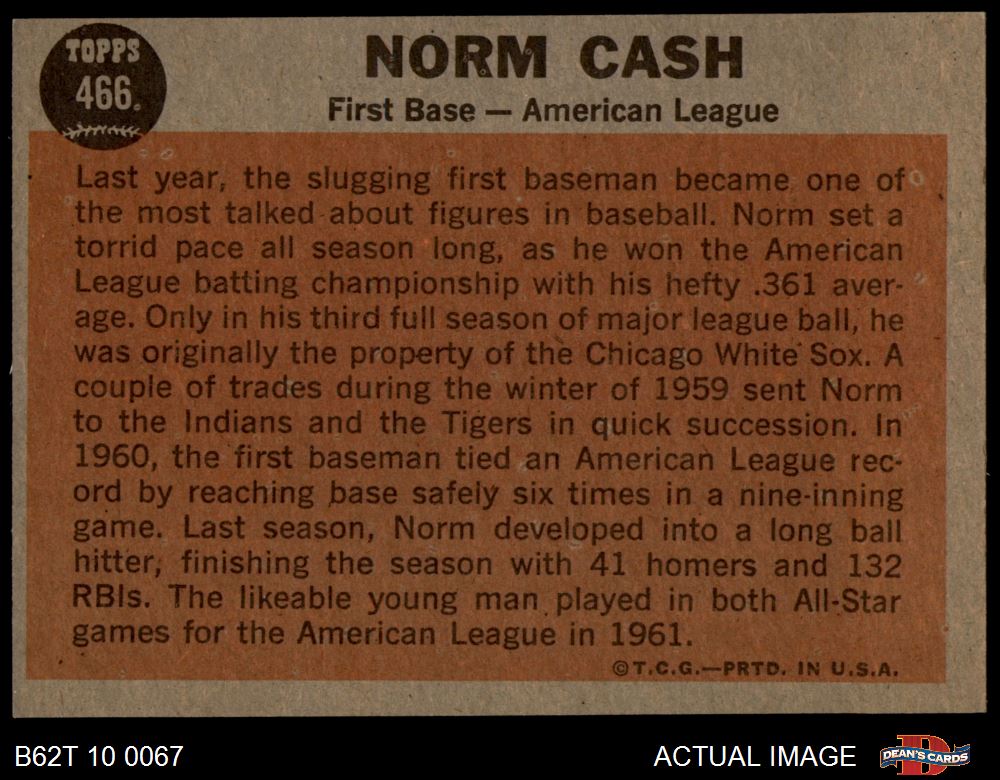 TOPPS
466.
NORM CASH
First Base — American League
Last year, the slugging first baseman became one of
the most talked about figures in baseball. Norm set a
torrid pace all season long, as he won the American
League batting championship with his hefty .361 aver-
age. Only in his third full season of major league ball, he
was originally the property of the Chicago White Sox. A
couple of trades during the winter of 1959 sent Norm
to the Indians and the Tigers in quick succession. In
1960, the first baseman tied an American League rec-
ord by reaching base safely six times in a nine-inning
game. Last season, Norm developed into a long ball
hitter, finishing the season with 41 homers and 132
RBIs. The likeable young man played in both All-Star
games for the American League in 1961.
©T.C.G.—PRTD. IN U.S.A.
B62T 10 0067
ACTUAL IMAGE
D
DEAN'S CARDS